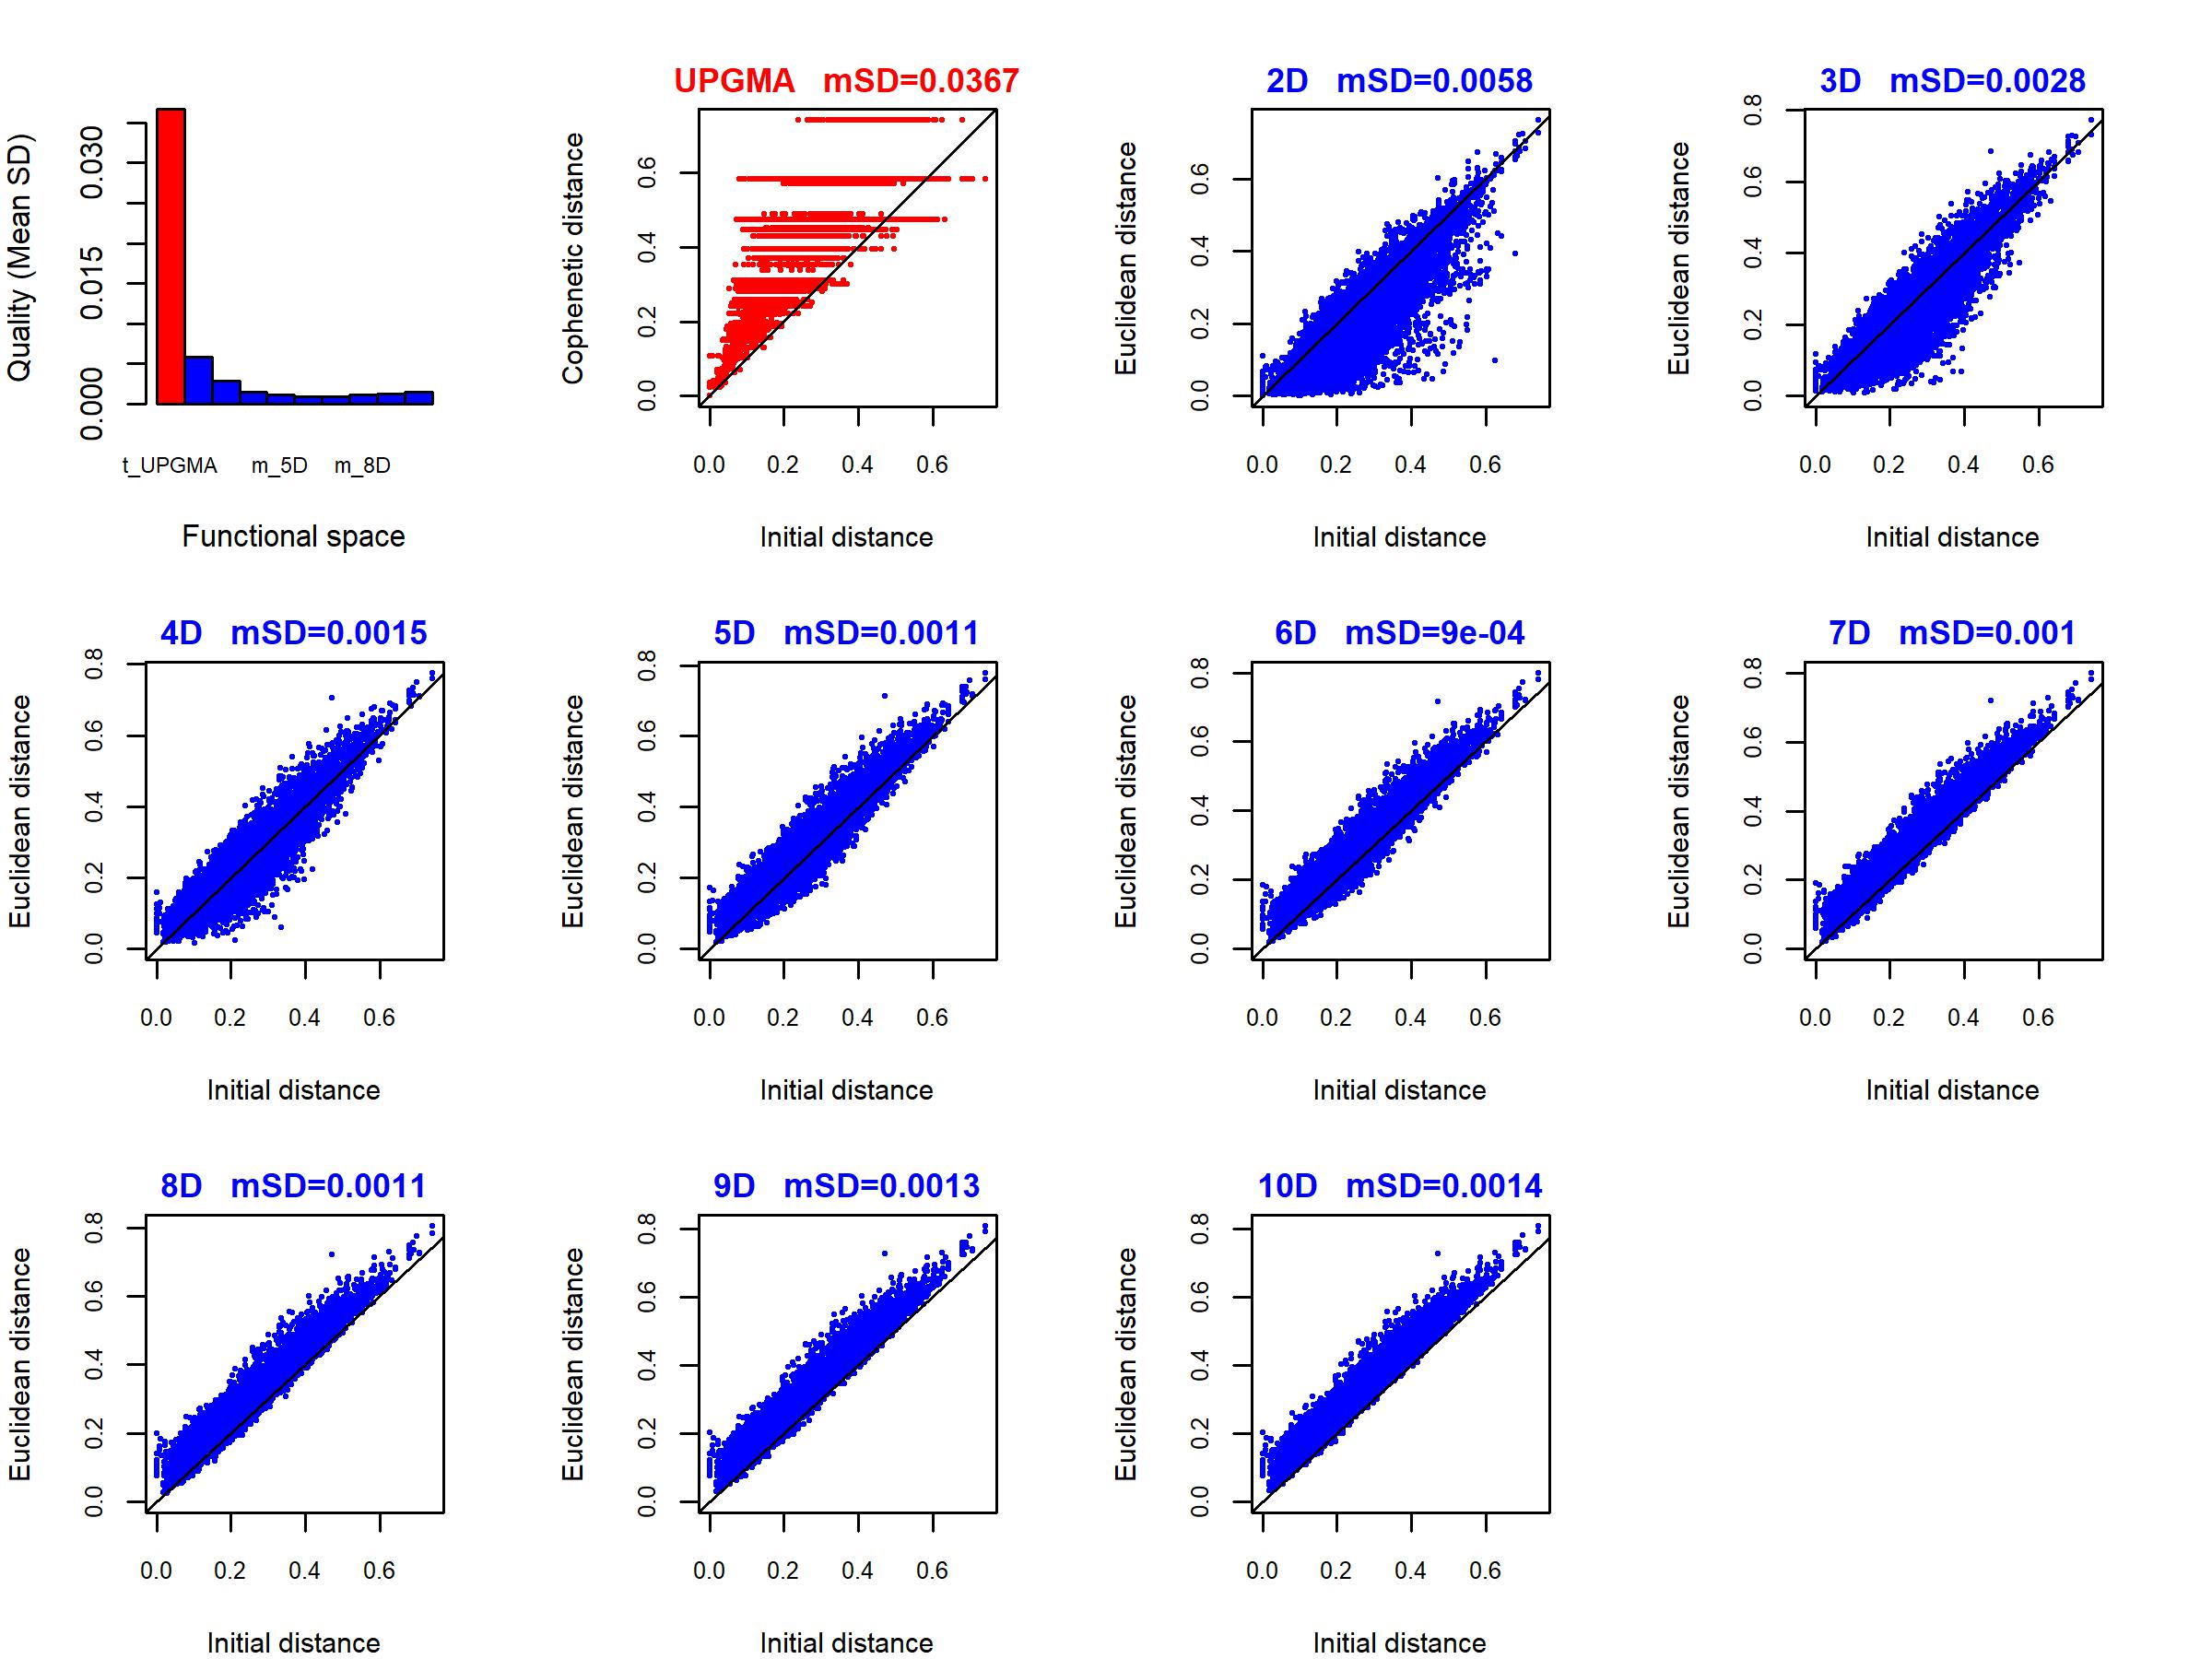 Quality (Mean SD)
0.000 0.015 0.030
t_UPGMA m_5D m_8D
Functional space
UPGMA mSD=0.0367
Cophenetic distance
0.0 0.2 0.4 0.6
0.0 0.2 0.4 0.6
Initial distance
2D mSD=0.0058
Euclidean distance
0.0 0.2 0.4 0.6
0.0 0.2 0.4 0.6
Initial distance
3D mSD=0.0028
Euclidean distance
0.0 0.2 0.4 0.6 0.8
0.0 0.2 0.4 0.6
Initial distance
4D mSD=0.0015
Euclidean distance
0.0 0.2 0.4 0.6 0.8
0.0 0.2 0.4 0.6
Initial distance
5D mSD=0.0011
Euclidean distance
0.0 0.2 0.4 0.6 0.8
0.0 0.2 0.4 0.6
Initial distance
6D mSD=9e-04
Euclidean distance
0.0 0.2 0.4 0.6 0.8
0.0 0.2 0.4 0.6
Initial distance
7D mSD=0.001
Euclidean distance
0.0 0.2 0.4 0.6 0.8
0.0 0.2 0.4 0.6
Initial distance
8D mSD=0.0011
Euclidean distance
0.0 0.2 0.4 0.6 0.8
0.0 0.2 0.4 0.6
Initial distance
9D mSD=0.0013
Euclidean distance
0.0 0.2 0.4 0.6 0.8
0.0 0.2 0.4 0.6
Initial distance
10D mSD=0.0014
Euclidean distance
0.0 0.2 0.4 0.6 0.8
0.0 0.2 0.4 0.6
Initial distance